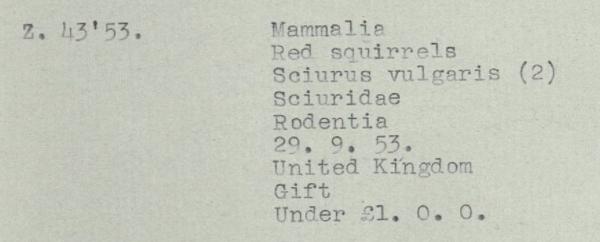 Z. 43'53. Mammalia
Red squirrels
Sciurus vulgaris (2)
Sciuridae
Rodentia
29. 9. 53.
United Kingdom
Gift
Under £1. 0. 0.